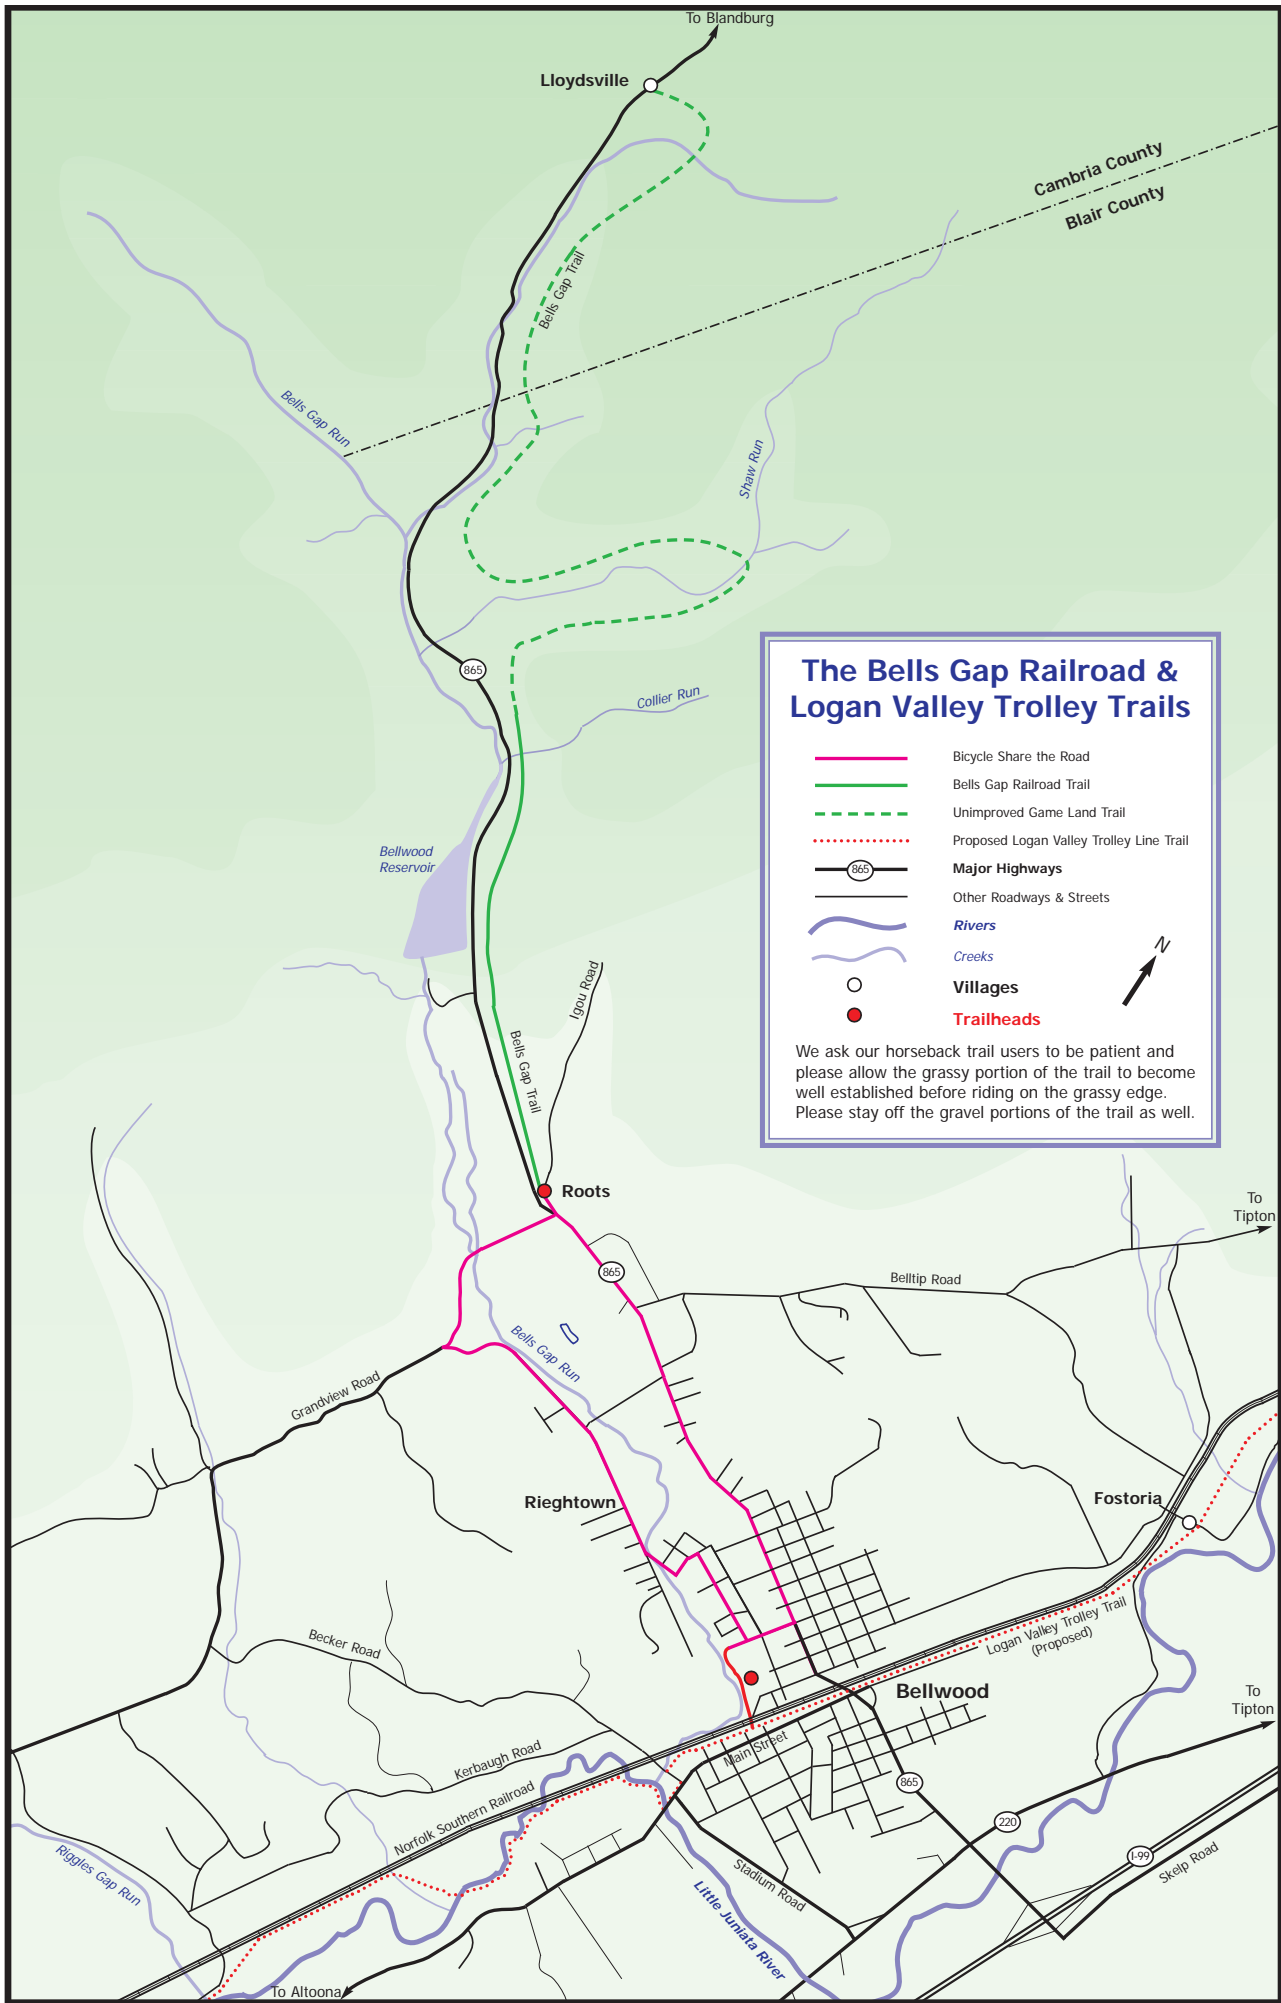 To Blandburg
Lloydsville
Cambria County
Blair County
Bells Gap Trail
Bells Gap Run
Shaw Run
865
Collier Run
The Bells Gap Railroad &
Logan Valley Trolley Trails
Bicycle Share the Road
Bells Gap Railroad Trail
Unimproved Game Land Trail
Proposed Logan Valley Trolley Line Trail
865
Major Highways
Other Roadways & Streets
Rivers
Creeks
N
Villages
Trailheads
We ask our horseback trail users to be patient and
please allow the grassy portion of the trail to become
well established before riding on the grassy edge.
Please stay off the gravel portions of the trail as well.
Bellwood
Reservoir
Igou Road
Bells Gap Trail
Roots
To
Tipton
865
Belltip Road
Bells Gap Run
Grandview Road
Rieghtown
Fostoria
Logan Valley Trolley Trail
(Proposed)
Becker Road
Bellwood
To
Tipton
Main Street
Kerbaugh Road
865
Norfolk Southern Railroad
220
I-99
Skelp Road
Riggles Gap Run
Stadium Road
Little Juniata River
To Altoona